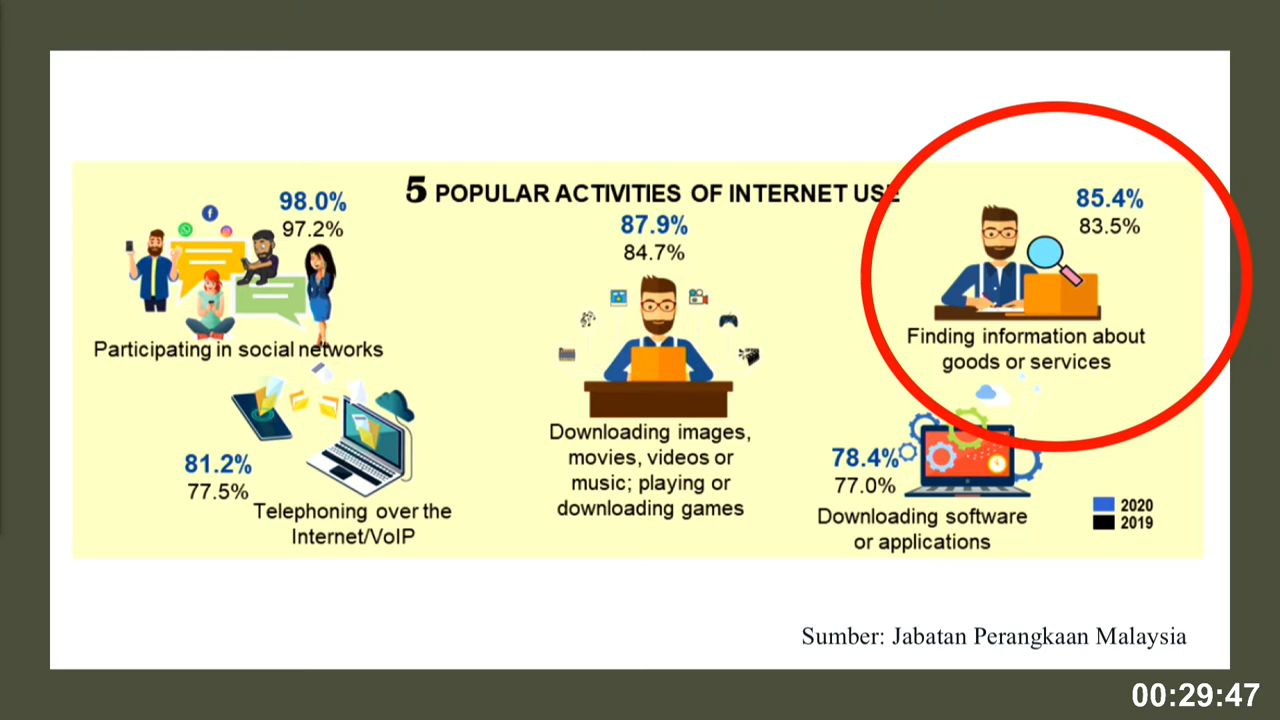 5 POPULAR ACTIVITIES OF INTERNET USE
98.0%
97.2%
Participating in social networks
87.9%
84.7%
Downloading images,
movies, videos or
music; playing or
downloading games
85.4%
83.5%
Finding information about
goods or services
81.2%
77.5%
Telephoning over the
Internet/VoIP
78.4%
77.0%
Downloading software
or applications
2020
2019
Sumber: Jabatan Perangkaan Malaysia
00:29:47